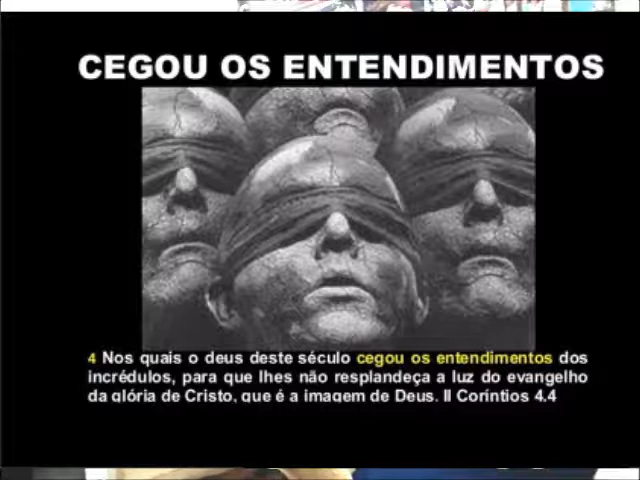 CEGOU OS ENTENDIMENTOS
4 Nos quais o deus deste século cegou os entendimentos dos
incrédulos, para que lhes não resplandeça a luz do evangelho
da glória de Cristo, que é a imagem de Deus. II Coríntios 4.4